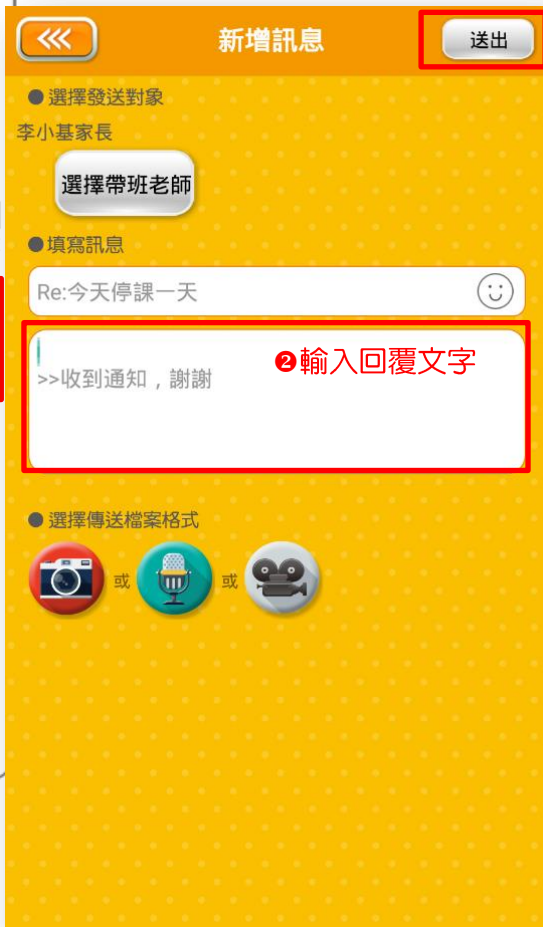 新增訊息
送出
●選擇發送對象
李小基家長
選擇帶班老師
●填寫訊息
Re:今天停課一天
❷輸入回覆文字
>>收到通知，謝謝
●選擇傳送檔案格式
或
或